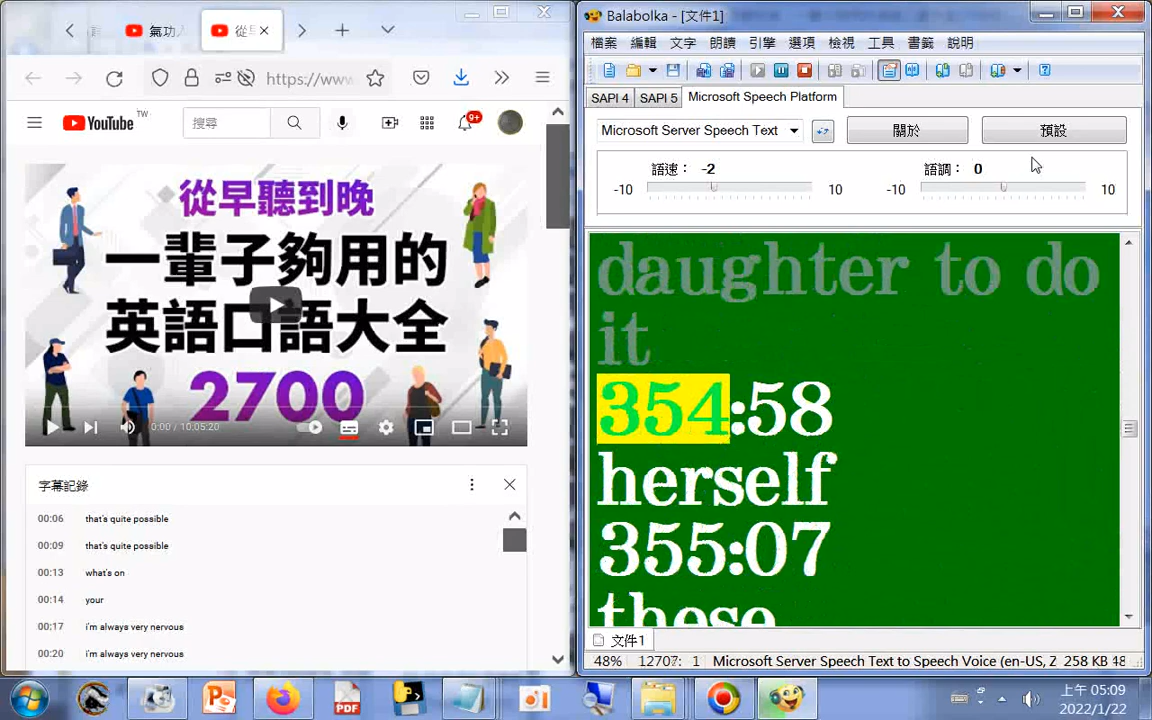 氣功
從
https://www
YouTube TW
搜尋
9+
從早聽到晚
一輩子夠用的
英語口語大全
2700
0:00 / 10:05:20
字幕記錄
00:06 that's quite possible
00:09 that's quite possible
00:13 what's on
00:14 your
00:17 i'm always very nervous
00:20 i'm always very nervous
Balabolka - [文件1]
檔案 編輯 文字 朗讀 引擎 選項 檢視 工具 書籤 說明
SAPI 4 SAPI 5 Microsoft Speech Platform
Microsoft Server Speech Text 關於 預設
語速： -2 語調： 0
-10 10 -10 10
daughter to do
it
354:58
herself
355:07
these
文件1
48% 12707: 1 Microsoft Server Speech Text to Speech Voice (en-US, Z 258 KB 48
PDF
上午 05:09
2022/1/22